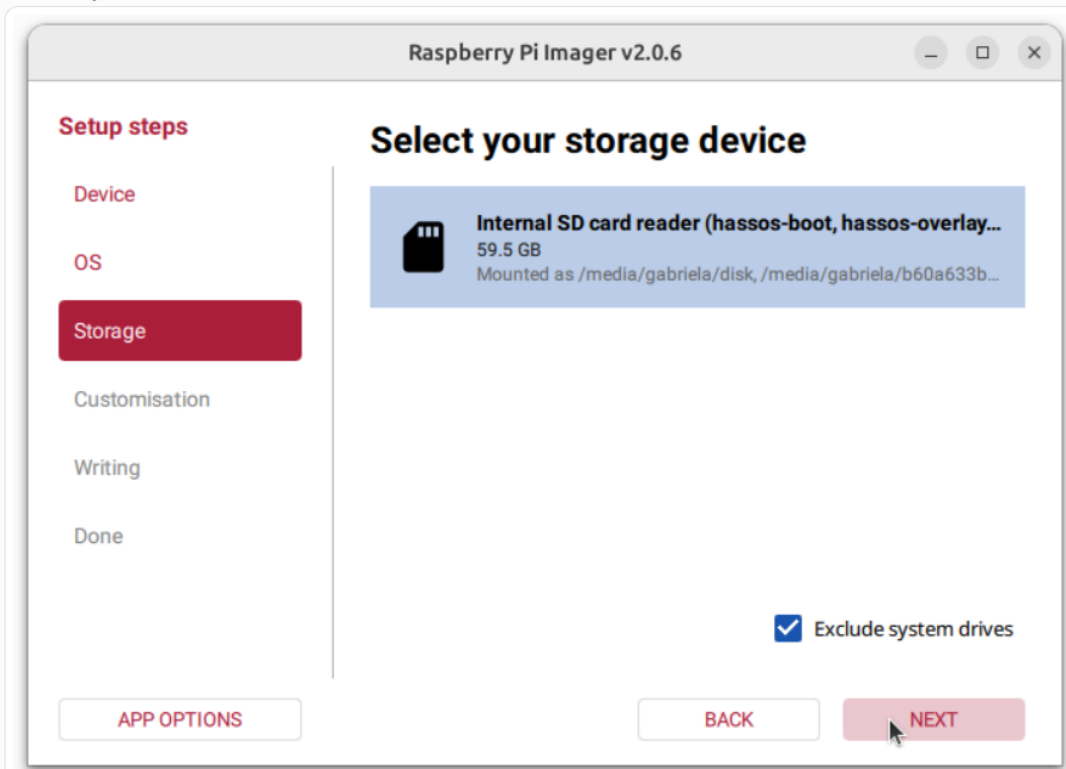 Raspberry Pi Imager v2.0.6
Setup steps
Device
OS
Storage
Customisation
Writing
Done
APP OPTIONS
Select your storage device
Internal SD card reader (hassos-boot, hassos-overlay...
59.5 GB
Mounted as /media/gabriela/disk, /media/gabriela/b60a633b...
Exclude system drives
BACK
NEXT